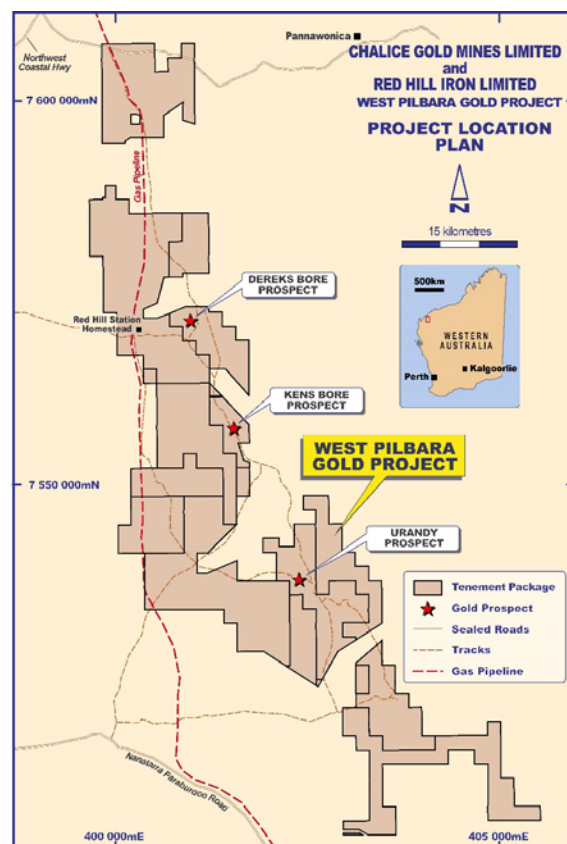 Northwest
Coastal Hwy
Pannawonica
CHALICE GOLD MINES LIMITED
and
RED HILL IRON LIMITED
WEST PILBARA GOLD PROJECT
PROJECT LOCATION
PLAN
7 600 000mN
Gas Pipeline
N
15 kilometres
500km
WESTERN
AUSTRALIA
Perth
Kalgoorlie
DEREKS BORE
PROSPECT
Red Hill Station
Homestead
KENS BORE
PROSPECT
WEST PILBARA
GOLD PROJECT
7 550 000mN
URANDY
PROSPECT
Tenement Package
Gold Prospect
Sealed Roads
Tracks
Gas Pipeline
Nanutarra Paraburdoo Road
400 000mE
405 000mE